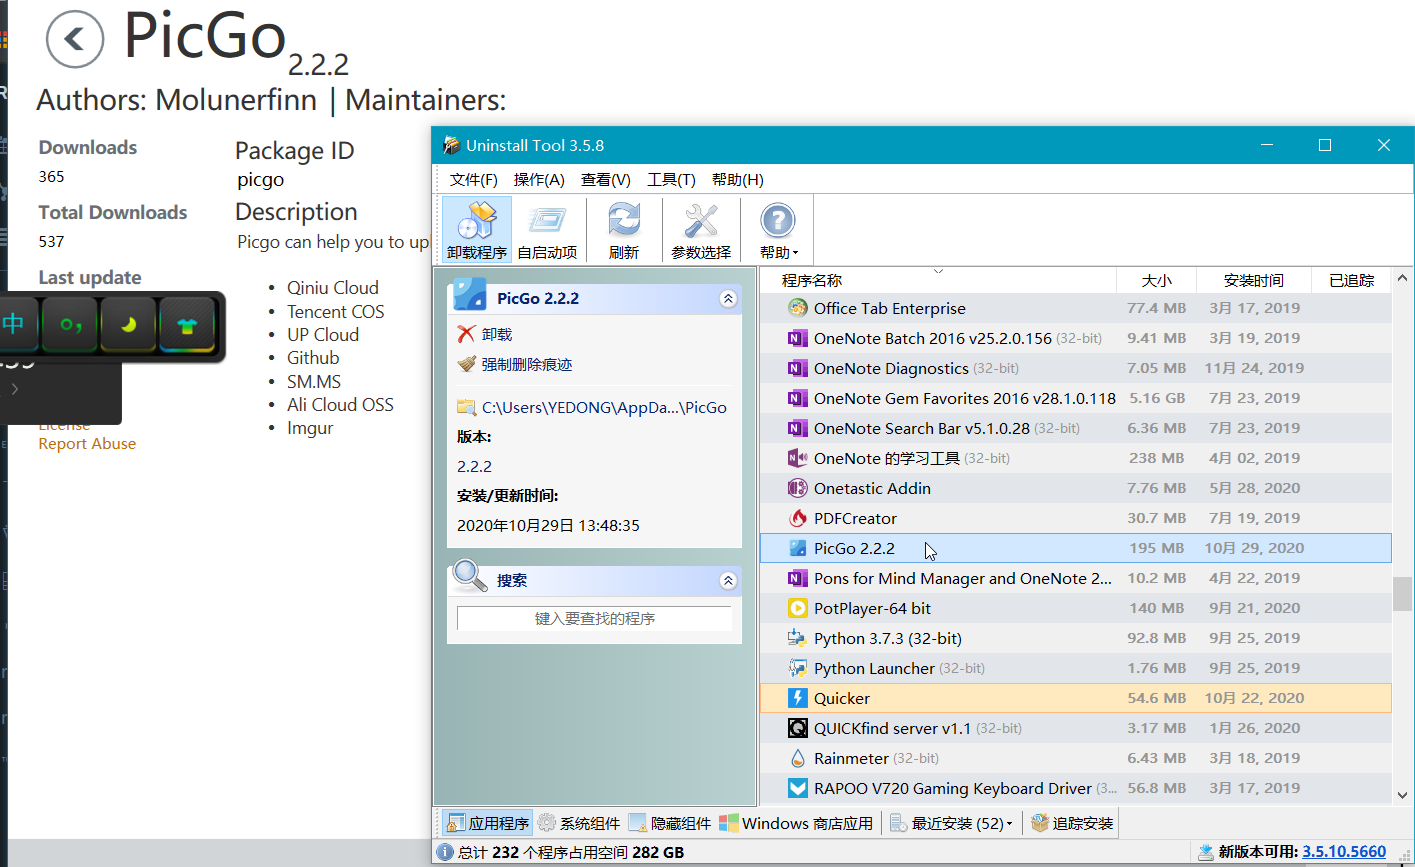 PicGo 2.2.2
Authors: Molunerfinn | Maintainers:
Downloads
365
Total Downloads
537
Last update
Package ID
picgo
Description
Picgo can help you to upl
Qiniu Cloud
Tencent COS
UP Cloud
Github
SM.MS
Ali Cloud OSS
Imgur
中
License
Report Abuse
Uninstall Tool 3.5.8
文件(F) 操作(A) 查看(V) 工具(T) 帮助(H)
卸载程序 自启动项 刷新 参数选择 帮助
PicGo 2.2.2
卸载
强制删除痕迹
C:\Users\YEDONG\AppDa...\PicGo
版本:
2.2.2
安装/更新时间:
2020年10月29日 13:48:35
搜索
键入要查找的程序
程序名称 大小 安装时间 已追踪
Office Tab Enterprise 77.4 MB 3月 17, 2019
OneNote Batch 2016 v25.2.0.156 (32-bit) 9.41 MB 3月 19, 2019
OneNote Diagnostics (32-bit) 7.05 MB 11月 24, 2019
OneNote Gem Favorites 2016 v28.1.0.118 5.16 GB 7月 23, 2019
OneNote Search Bar v5.1.0.28 (32-bit) 6.36 MB 7月 23, 2019
OneNote 的学习工具 (32-bit) 238 MB 4月 02, 2019
Onetastic Addin 7.76 MB 5月 28, 2020
PDFCreator 30.7 MB 7月 19, 2019
PicGo 2.2.2 195 MB 10月 29, 2020
Pons for Mind Manager and OneNote 2... 10.2 MB 4月 22, 2019
PotPlayer-64 bit 140 MB 9月 21, 2020
Python 3.7.3 (32-bit) 92.8 MB 9月 25, 2019
Python Launcher (32-bit) 1.76 MB 9月 25, 2019
Quicker 54.6 MB 10月 22, 2020
QUICKfind server v1.1 (32-bit) 3.17 MB 1月 26, 2020
Rainmeter (32-bit) 6.43 MB 3月 18, 2019
RAPOO V720 Gaming Keyboard Driver (3... 56.8 MB 3月 17, 2019
应用程序 系统组件 隐藏组件 Windows 商店应用 最近安装 (52) 追踪安装
总计 232 个程序占用空间 282 GB
新版本可用: 3.5.10.5660